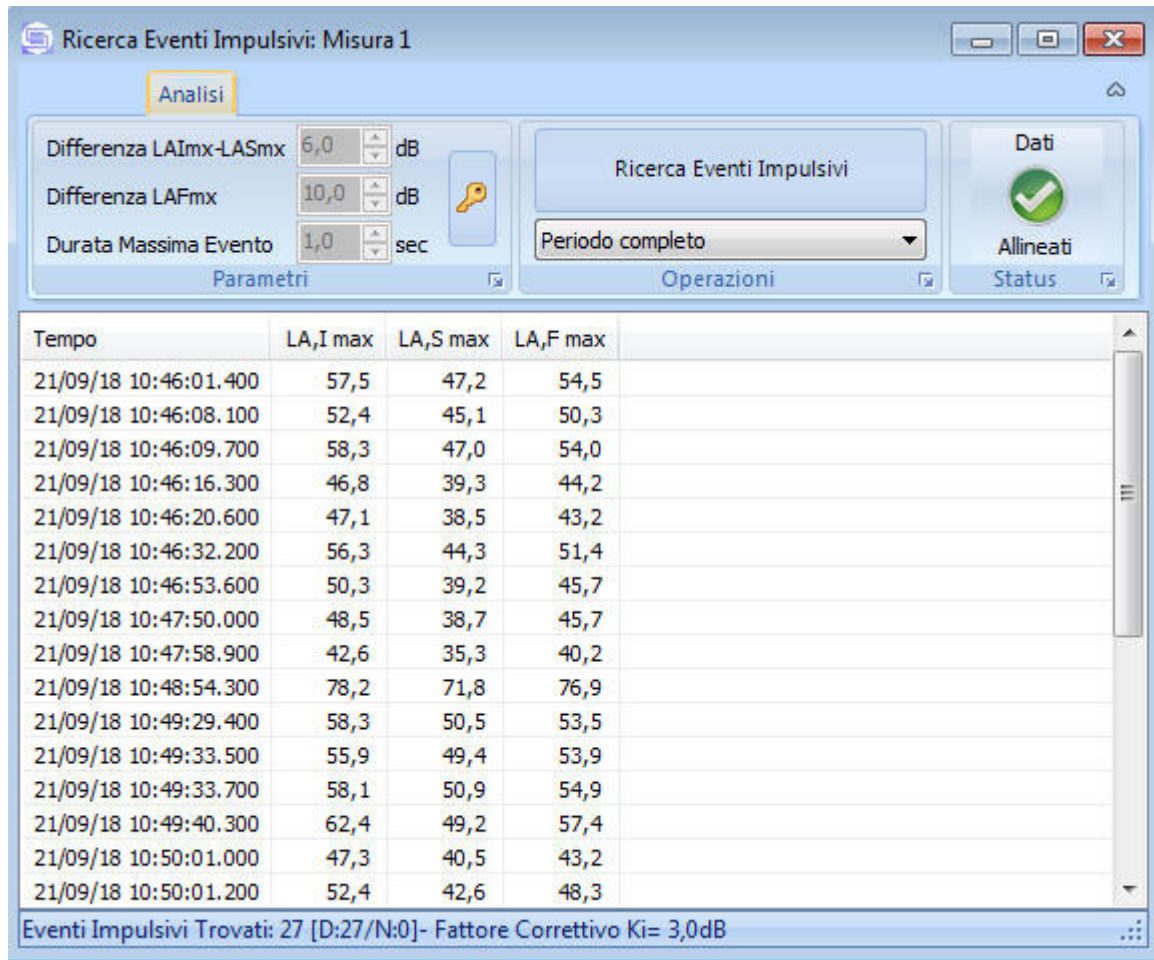 Ricerca Eventi Impulsivi: Misura 1
Analisi
Differenza LAImx-LASmx 6,0 dB
Differenza LAFmx 10,0 dB
Durata Massima Evento 1,0 sec
Parametri
Ricerca Eventi Impulsivi
Periodo completo
Operazioni
Dati
Allineati
Status
Tempo LA,I max LA,S max LA,F max
21/09/18 10:46:01.400 57,5 47,2 54,5
21/09/18 10:46:08.100 52,4 45,1 50,3
21/09/18 10:46:09.700 58,3 47,0 54,0
21/09/18 10:46:16.300 46,8 39,3 44,2
21/09/18 10:46:20.600 47,1 38,5 43,2
21/09/18 10:46:32.200 56,3 44,3 51,4
21/09/18 10:46:53.600 50,3 39,2 45,7
21/09/18 10:47:50.000 48,5 38,7 45,7
21/09/18 10:47:58.900 42,6 35,3 40,2
21/09/18 10:48:54.300 78,2 71,8 76,9
21/09/18 10:49:29.400 58,3 50,5 53,5
21/09/18 10:49:33.500 55,9 49,4 53,9
21/09/18 10:49:33.700 58,1 50,9 54,9
21/09/18 10:49:40.300 62,4 49,2 57,4
21/09/18 10:50:01.000 47,3 40,5 43,2
21/09/18 10:50:01.200 52,4 42,6 48,3
Eventi Impulsivi Trovati: 27 [D:27/N:0]- Fattore Correttivo Ki= 3,0dB